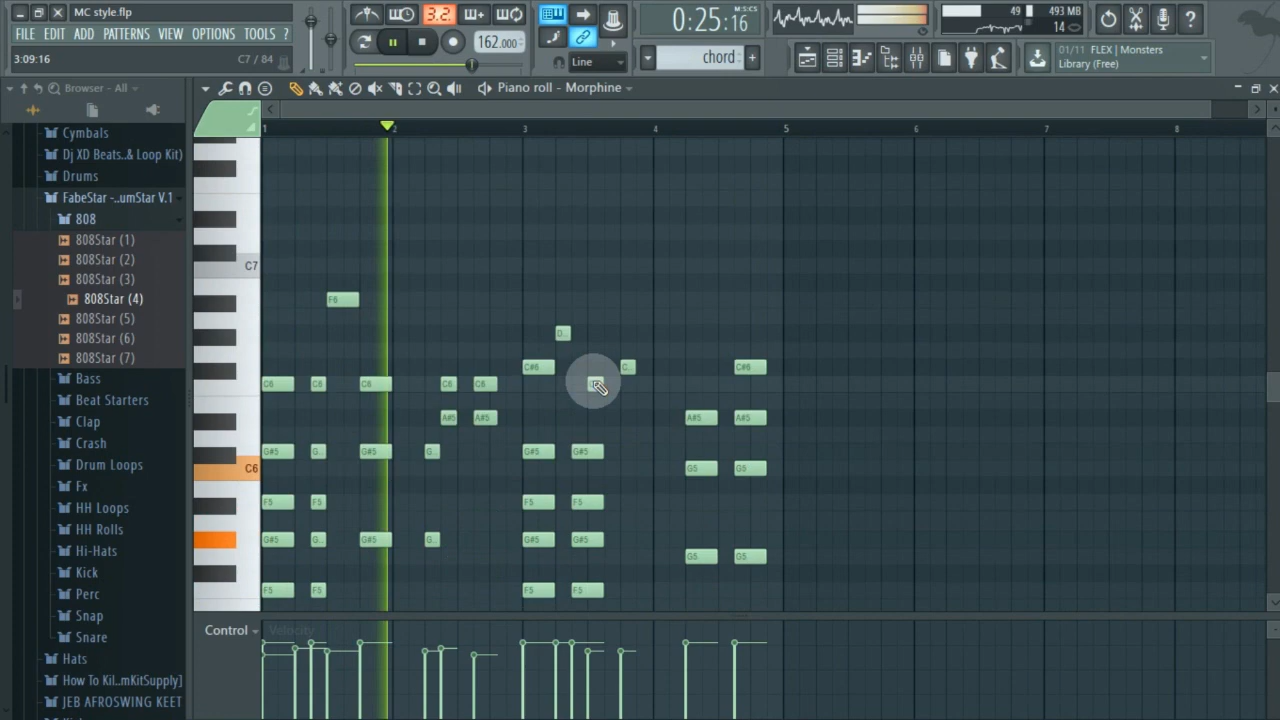 MC style.flp
FILE EDIT ADD PATTERNS VIEW OPTIONS TOOLS ?
3:09:16 C7 / 84
3.2
162.000
Line
0:25:16
M:S:CS
chord
49
493 MB
14
01/11 FLEX | Monsters
Library (Free)
Browser - All
Piano roll - Morphine
1 2 3 4 5 6 7 8
Cymbals
Dj XD Beats..& Loop Kit)
Drums
FabeStar -..umStar V.1
808
808Star (1)
808Star (2)
808Star (3)
808Star (4)
808Star (5)
808Star (6)
808Star (7)
Bass
Beat Starters
Clap
Crash
Drum Loops
Fx
HH Loops
HH Rolls
Hi-Hats
Kick
Perc
Snap
Snare
Hats
How To Kil..mKitSupply]
JEB AFROSWING KEET
C7
F6
D..
C#6 C.. C#6
C6 C6 C6 C6 C6
A#5 A#5 A#5 A#5
G#5 G.. G#5 G.. G#5 G#5
C6 G5 G5
F5 F5 F5 F5
G#5 G.. G#5 G.. G#5 G#5
G5 G5
F5 F5 F5 F5
Control Velocity